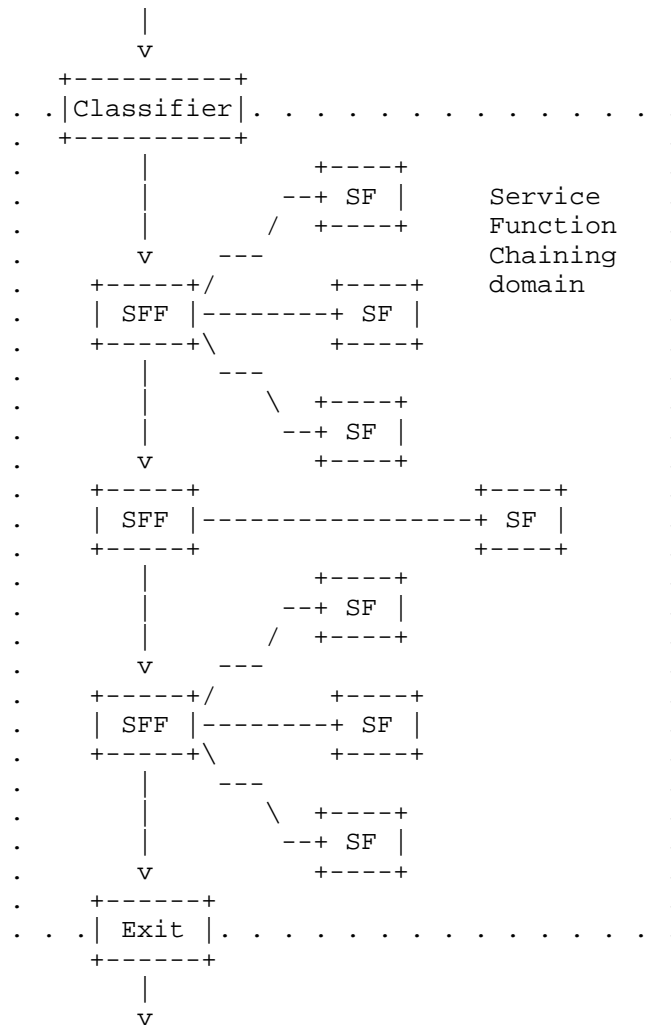 Classifier
SF Service
Function
Chaining
domain
SFF SF
SF
SFF SF
SF
SFF SF
SF
Exit